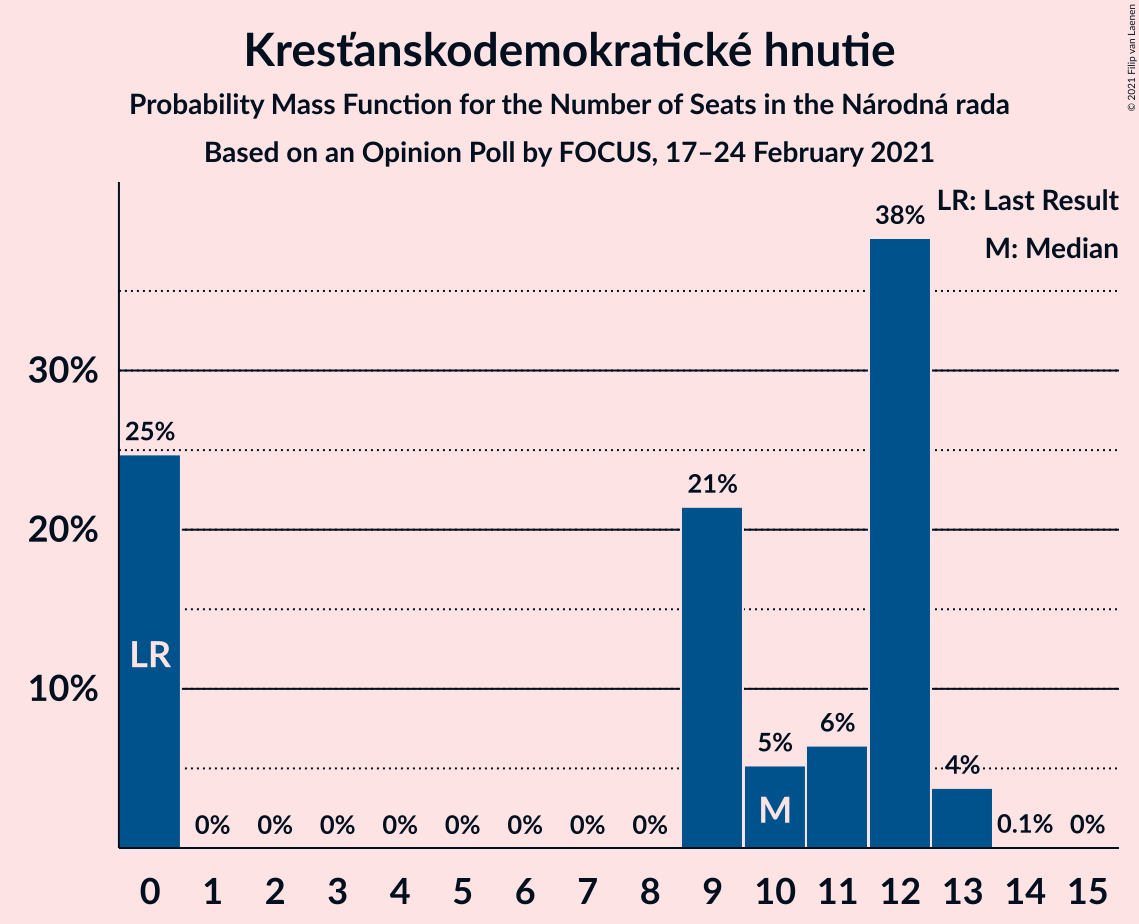 Kresťanskodemokratické hnutie
Probability Mass Function for the Number of Seats in the Národná rada
Based on an Opinion Poll by FOCUS, 17–24 February 2021
© 2021 Filip van Laenen
LR: Last Result
M: Median
30%
20%
10%
25%
0%
0%
0%
0%
0%
0%
0%
0%
21%
5%
6%
38%
4%
0.1%
0%
LR
M
0 1 2 3 4 5 6 7 8 9 10 11 12 13 14 15